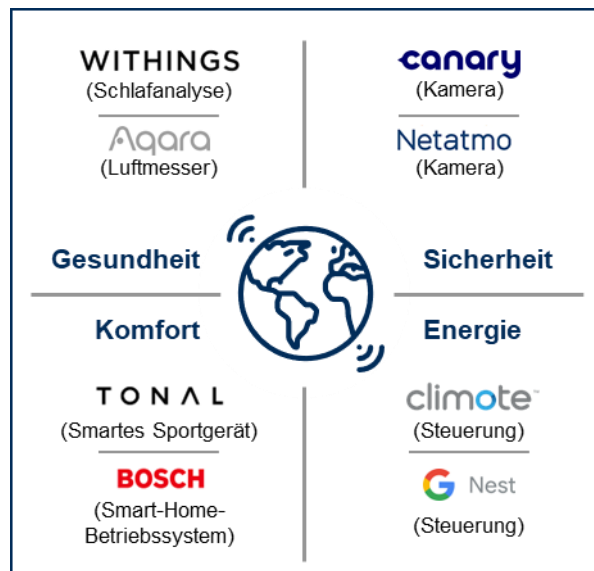 WITHINGS
(Schlafanalyse)
Aqara
(Luftmesser)
canary
(Kamera)
Netatmo
(Kamera)
Gesundheit
Sicherheit
Komfort
Energie
TONAL
(Smartes Sportgerät)
BOSCH
(Smart-Home-
Betriebssystem)
climote™
(Steuerung)
G Nest
(Steuerung)